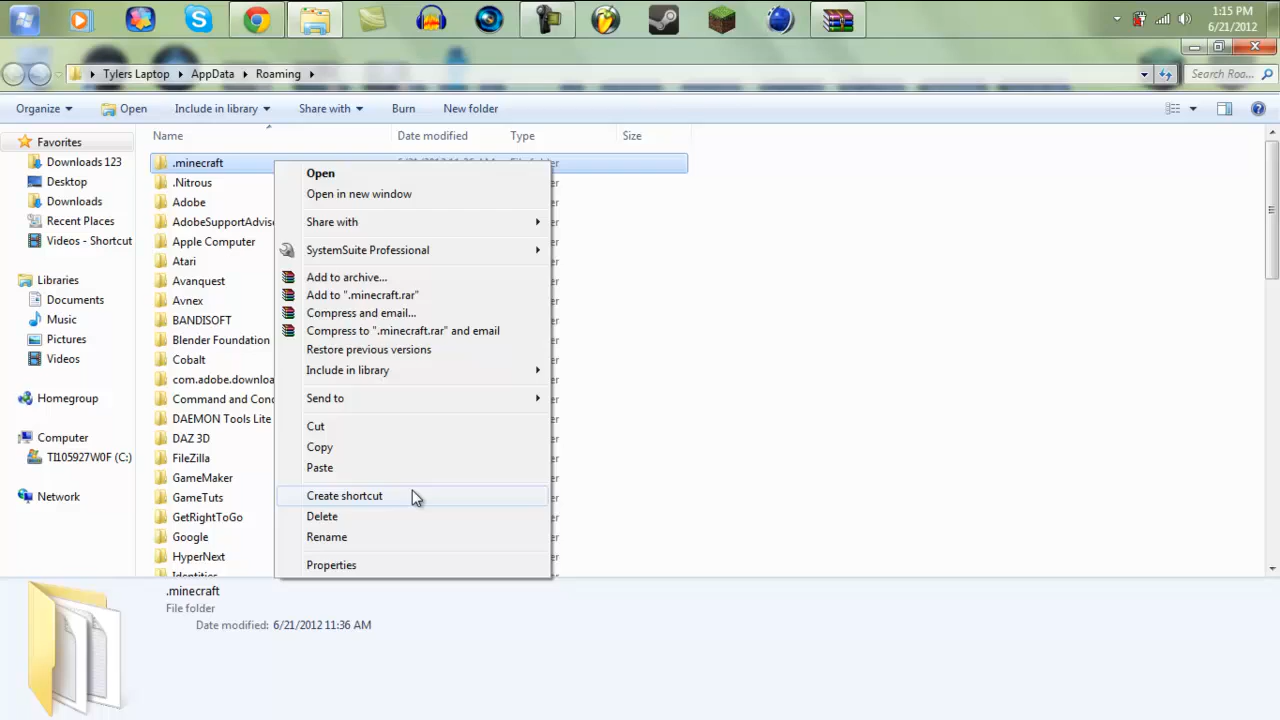 1:15 PM
6/21/2012
Tylers Laptop AppData Roaming
Search Roa...
Organize Open Include in library Share with Burn New folder
Name Date modified Type Size
Favorites
Downloads 123
Desktop
Downloads
Recent Places
Videos - Shortcut
Libraries
Documents
Music
Pictures
Videos
Homegroup
Computer
TI105927W0F (C:)
Network
.minecraft
.Nitrous
Adobe
AdobeSupportAdvis
Apple Computer
Atari
Avanquest
Avnex
BANDISOFT
Blender Foundation
Cobalt
com.adobe.downloa
Command and Con
DAEMON Tools Lite
DAZ 3D
FileZilla
GameMaker
GameTuts
GetRightToGo
Google
HyperNext
Identities
Open
Open in new window
Share with
SystemSuite Professional
Add to archive...
Add to ".minecraft.rar"
Compress and email...
Compress to ".minecraft.rar" and email
Restore previous versions
Include in library
Send to
Cut
Copy
Paste
Create shortcut
Delete
Rename
Properties
.minecraft
File folder
Date modified: 6/21/2012 11:36 AM